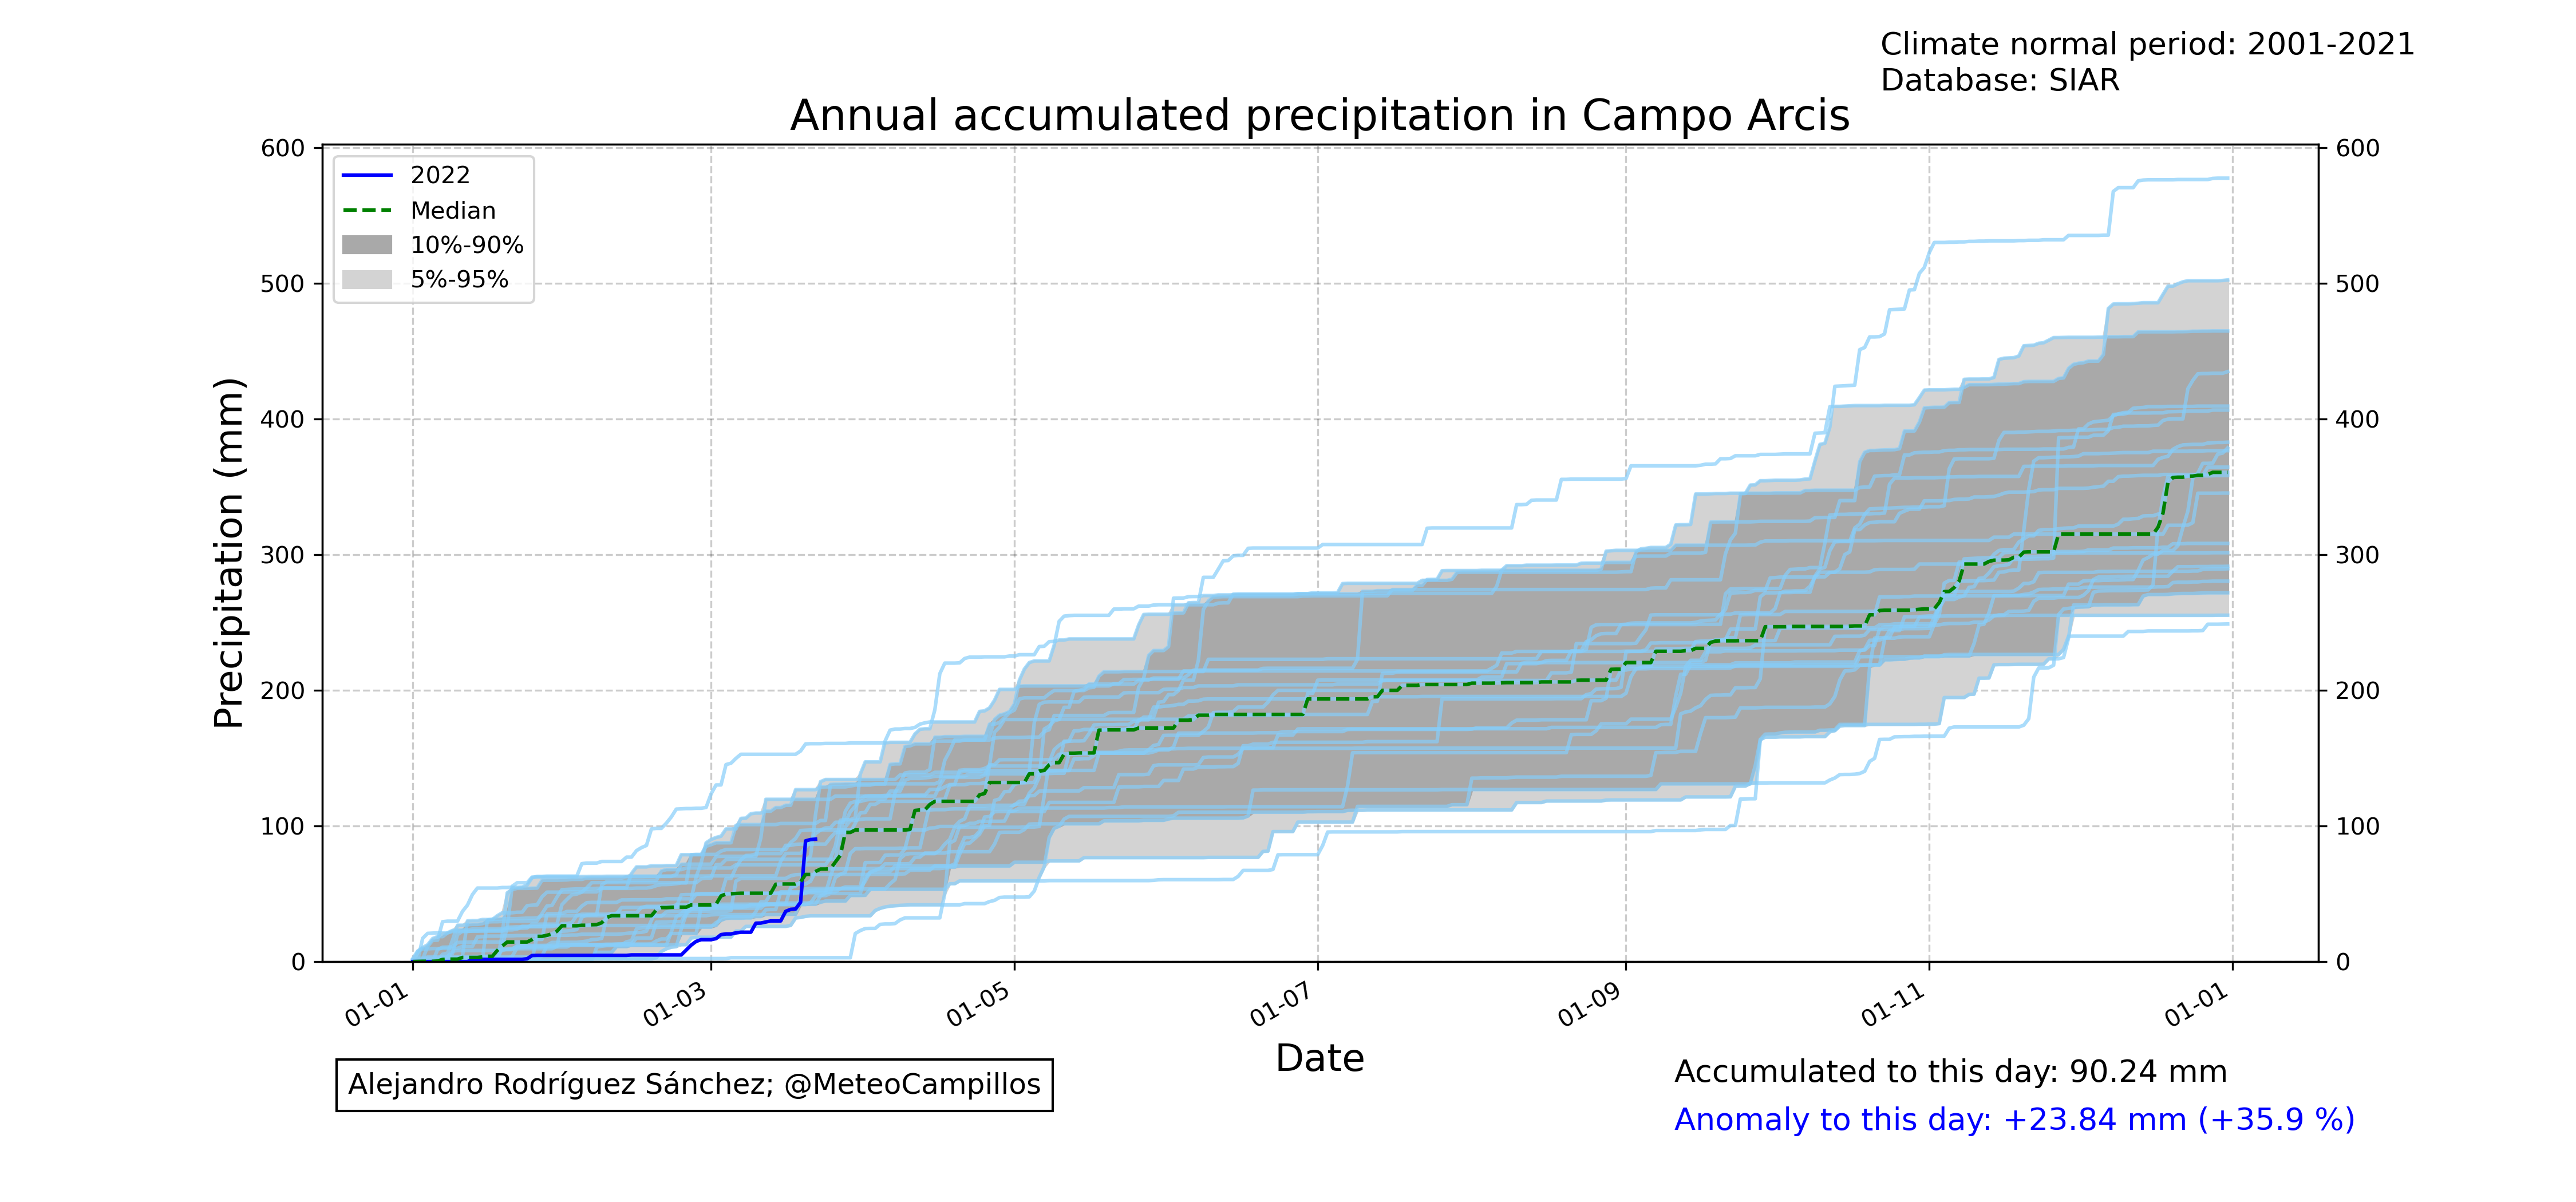 Climate normal period: 2001-2021
Database: SIAR
Annual accumulated precipitation in Campo Arcis
600
500
400
300
200
100
0
Precipitation (mm)
2022
Median
10%-90%
5%-95%
600
500
400
300
200
100
0
01-01
01-03
01-05
01-07
01-09
01-11
01-01
Date
Alejandro Rodríguez Sánchez; @MeteoCampillos
Accumulated to this day: 90.24 mm
Anomaly to this day: +23.84 mm (+35.9 %)